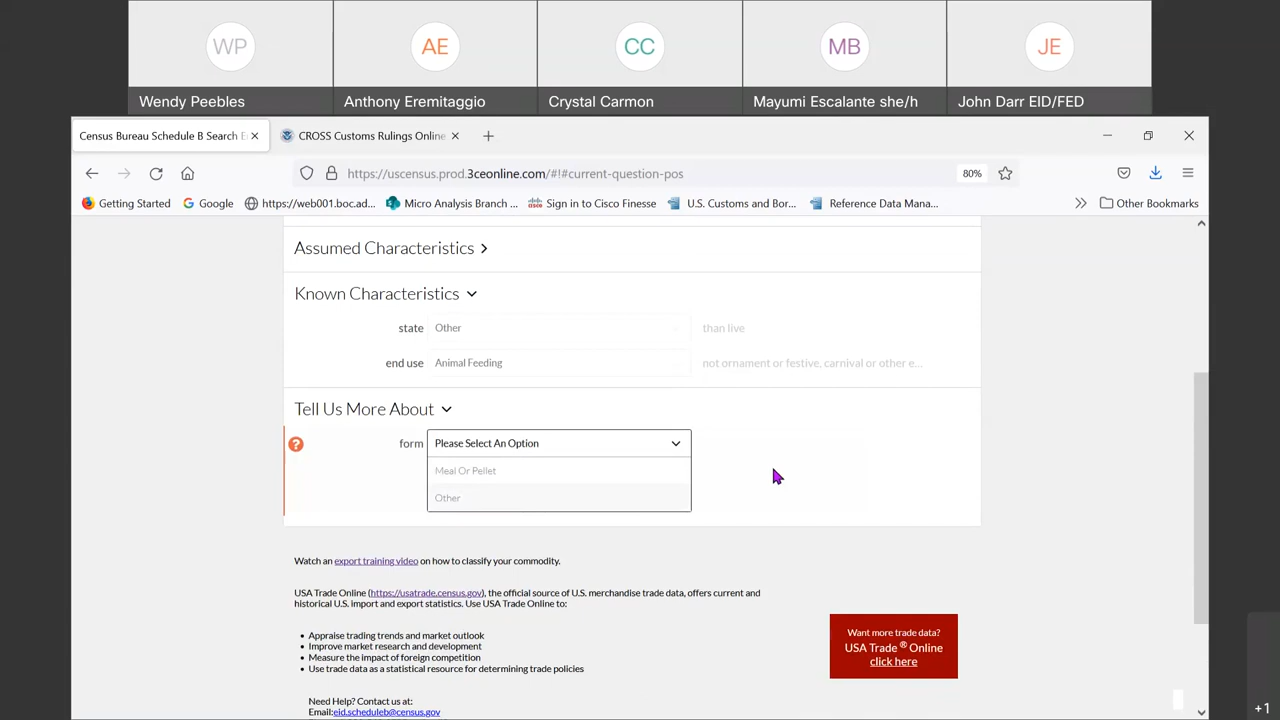 WP
AE
CC
MB
JE
Wendy Peebles
Anthony Eremitaggio
Crystal Carmon
Mayumi Escalante she/h
John Darr EID/FED
Census Bureau Schedule B Search E
CROSS Customs Rulings Online
https://uscensus.prod.3ceonline.com/#!#current-question-pos
80%
Getting Started
Google
https://web001.boc.ad...
Micro Analysis Branch ...
Sign in to Cisco Finesse
U.S. Customs and Bor...
Reference Data Mana...
Other Bookmarks
Assumed Characteristics
Known Characteristics
state Other than live
end use Animal Feeding not ornament or festive, carnival or other e...
Tell Us More About
? form Please Select An Option
Meal Or Pellet
Other
Watch an export training video on how to classify your commodity.
USA Trade Online (https://usatrade.census.gov), the official source of U.S. merchandise trade data, offers current and
historical U.S. import and export statistics. Use USA Trade Online to:
• Appraise trading trends and market outlook
• Improve market research and development
• Measure the impact of foreign competition
• Use trade data as a statistical resource for determining trade policies
Want more trade data?
USA Trade ® Online
click here
Need Help? Contact us at:
Email:eid.scheduleb@census.gov
+1